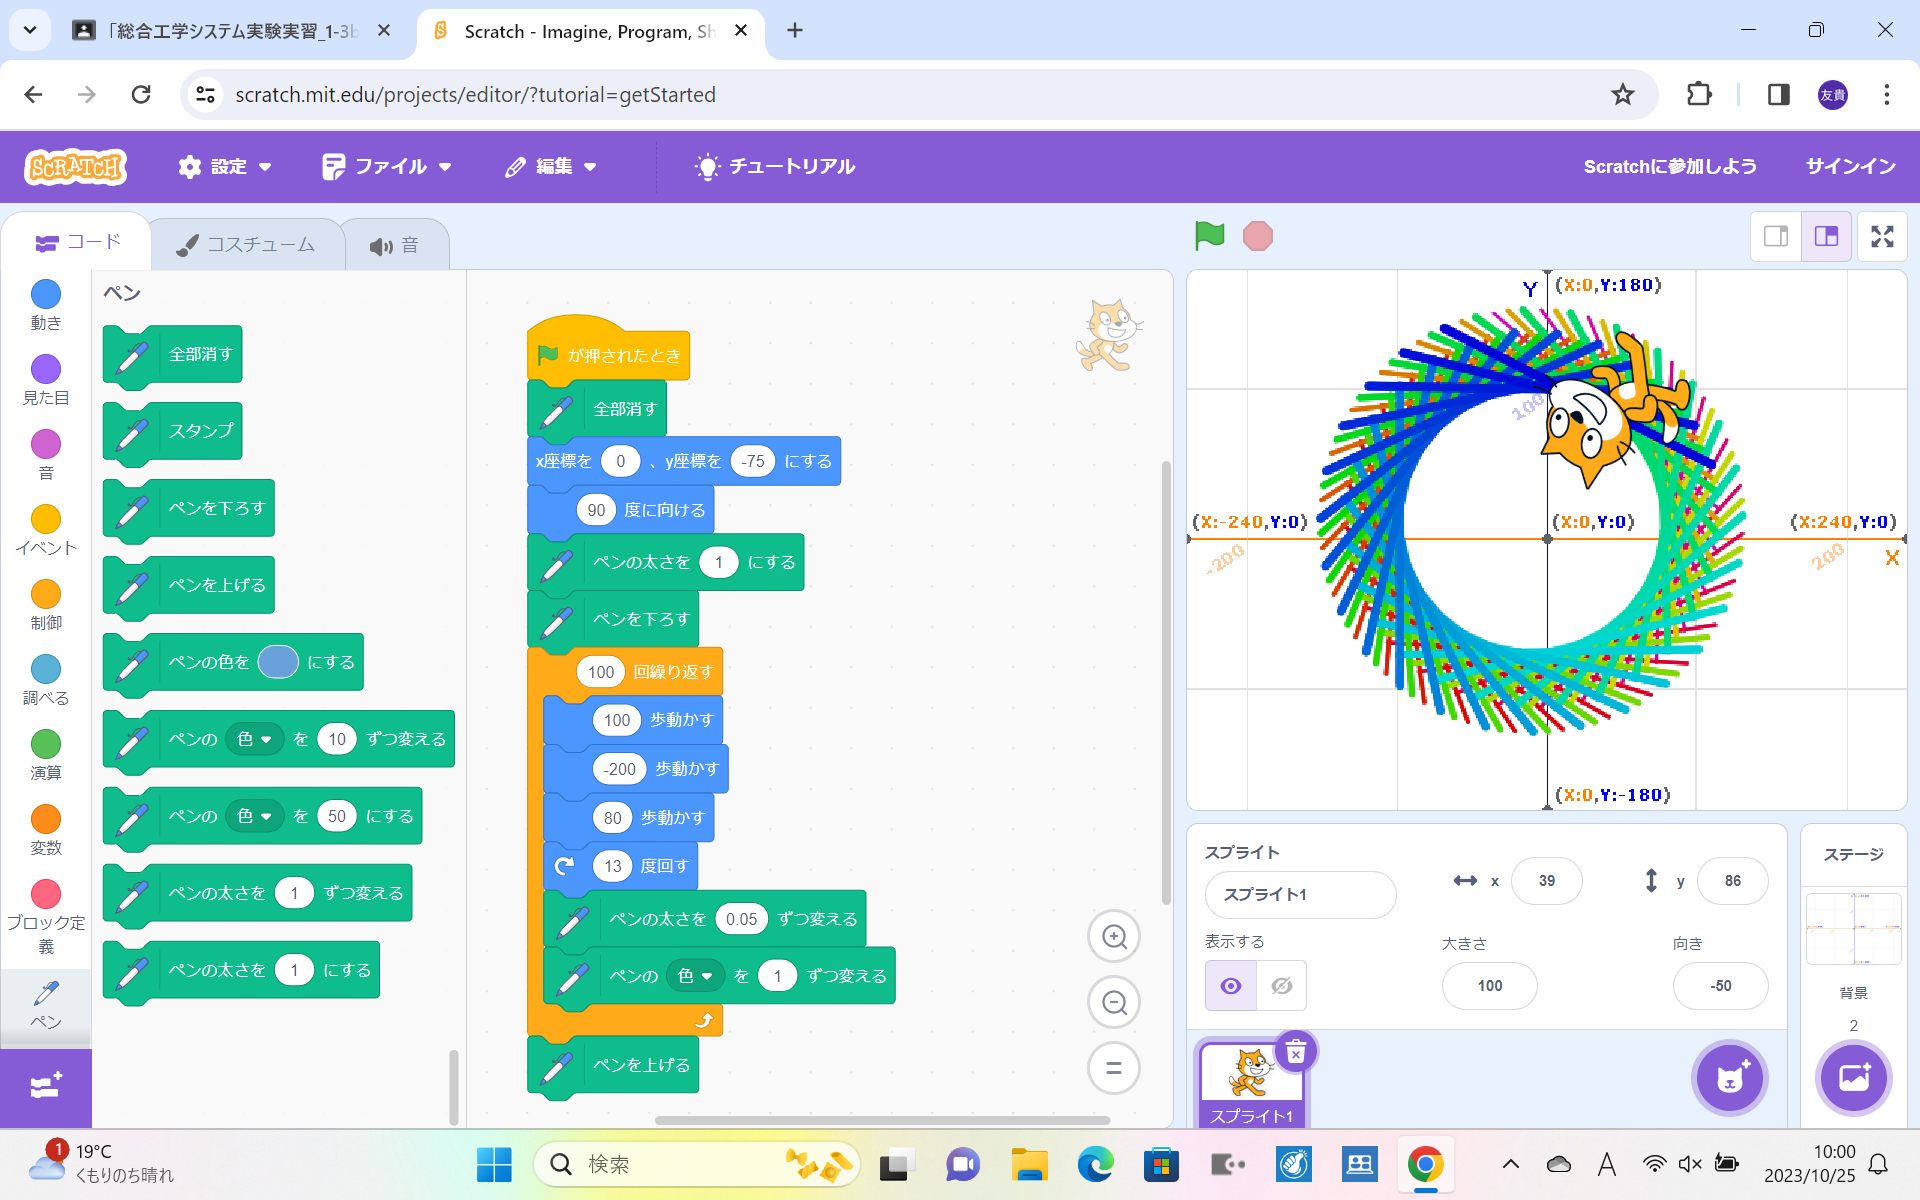 「総合工学システム実験実習_1-3b
Scratch - Imagine, Program, Sh
scratch.mit.edu/projects/editor/?tutorial=getStarted
友貴
SCRATCH
設定
ファイル
編集
チュートリアル
Scratchに参加しよう
サインイン
コード
コスチューム
音
動き
見た目
音
イベント
制御
調べる
演算
変数
ブロック定
義
ペン
ペン
全部消す
スタンプ
ペンを下ろす
ペンを上げる
ペンの色を にする
ペンの 色 を 10 ずつ変える
ペンの 色 を 50 にする
ペンの太さを 1 ずつ変える
ペンの太さを 1 にする
が押されたとき
全部消す
x座標を 0 、y座標を -75 にする
90 度に向ける
ペンの太さを 1 にする
ペンを下ろす
100 回繰り返す
100 歩動かす
-200 歩動かす
80 歩動かす
13 度回す
ペンの太さを 0.05 ずつ変える
ペンの 色 を 1 ずつ変える
ペンを上げる
Y (X:0,Y:180)
100
(X:-240,Y:0) (X:0,Y:0) (X:240,Y:0)
-200 200 X
(X:0,Y:-180)
スプライト
スプライト1
x 39
y 86
表示する
大きさ
100
向き
-50
スプライト1
ステージ
背景
2
1
19°C
くもりのち晴れ
検索
A
10:00
2023/10/25